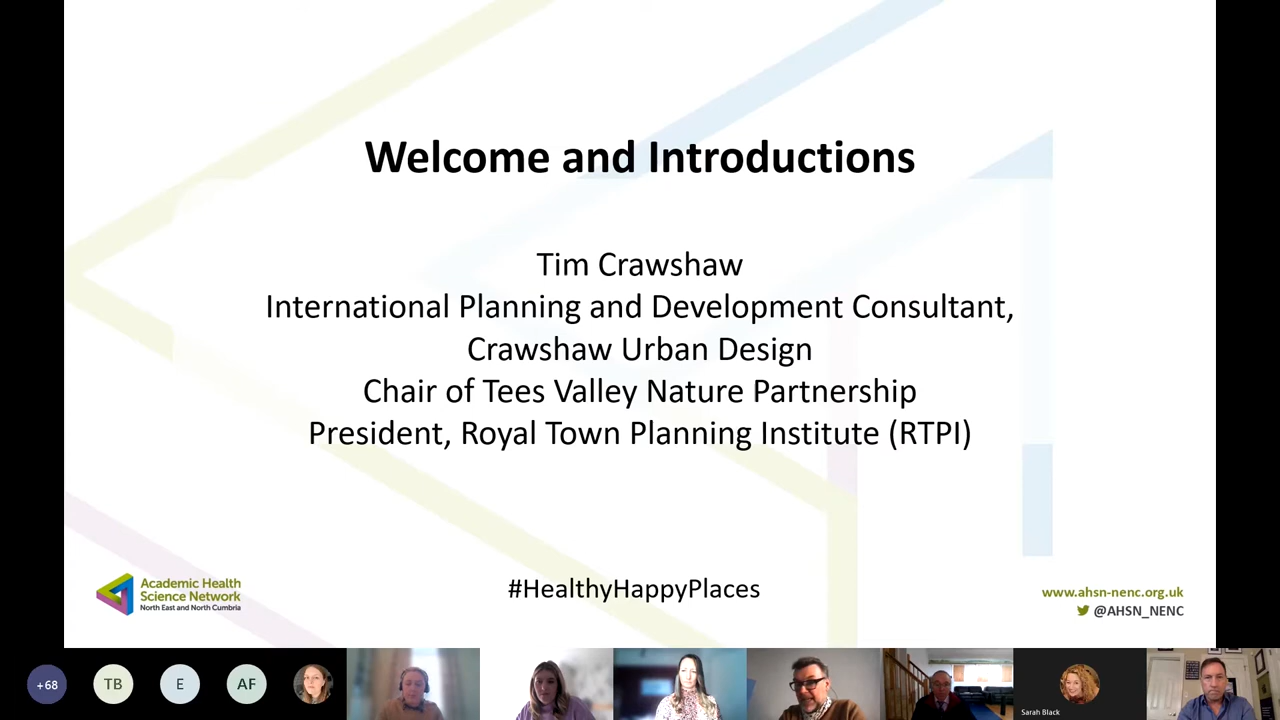 Welcome and Introductions
Tim Crawshaw
International Planning and Development Consultant,
Crawshaw Urban Design
Chair of Tees Valley Nature Partnership
President, Royal Town Planning Institute (RTPI)
Academic Health
Science Network
North East and North Cumbria
#HealthyHappyPlaces
www.ahsn-nenc.org.uk
@AHSN_NENC
+68
TB
E
AF
Sarah Black